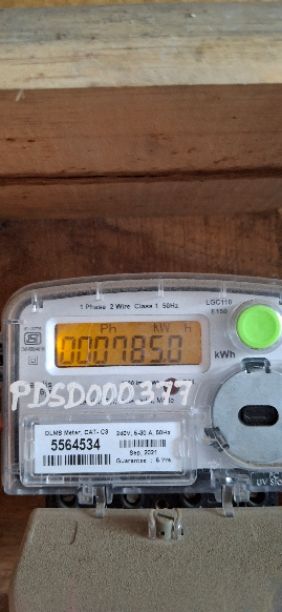 1 Phase 2 Wire Class 1 50Hz
LGC110
E150
Ph kW h
0000785.0
kWh
PDSD000377
DLMS Meter, CAT- C3
5564534
240V, 5-30 A, 50Hz
Sep, 2021
Guarantee : 5 Yrs